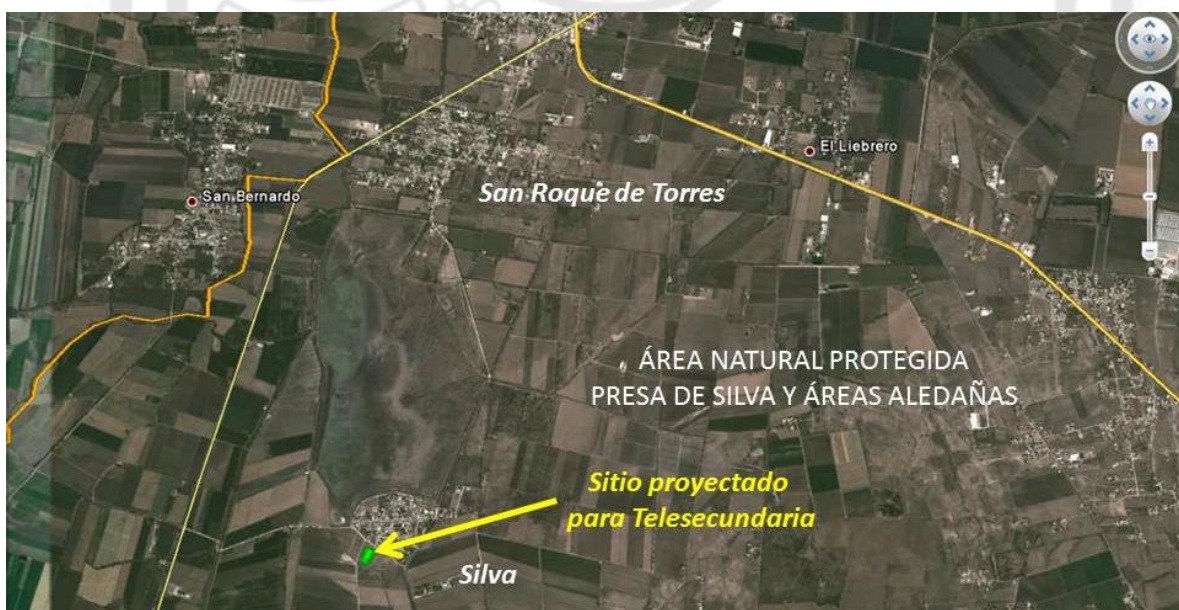 El Liebrero
San Bernardo
San Roque de Torres
ÁREA NATURAL PROTEGIDA
PRESA DE SILVA Y ÁREAS ALEDAÑAS
Sitio proyectado
para Telesecundaria
Silva